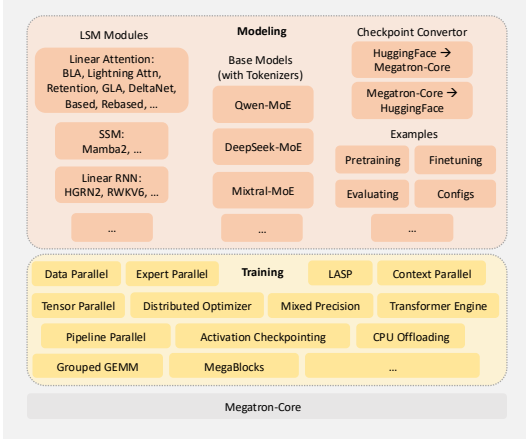 Modeling
LSM Modules
Linear Attention:
BLA, Lightning Attn,
Retention, GLA, DeltaNet,
Based, Rebased, ...
SSM:
Mamba2, ...
Linear RNN:
HGRN2, RWKV6, ...
...
Base Models
(with Tokenizers)
Qwen-MoE
DeepSeek-MoE
Mixtral-MoE
...
Checkpoint Convertor
HuggingFace →
Megatron-Core
Megatron-Core →
HuggingFace
Examples
Pretraining
Finetuning
Evaluating
Configs
...
Data Parallel
Expert Parallel
Training
LASP
Context Parallel
Tensor Parallel
Distributed Optimizer
Mixed Precision
Transformer Engine
Pipeline Parallel
Activation Checkpointing
CPU Offloading
Grouped GEMM
MegaBlocks
...
Megatron-Core